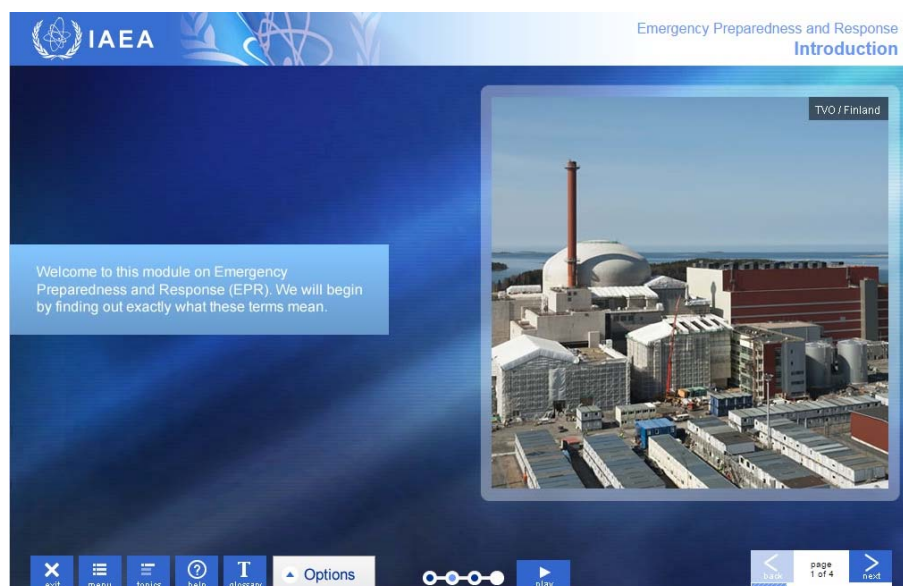 IAEA
Emergency Preparedness and Response
Introduction
TVO / Finland
Welcome to this module on Emergency
Preparedness and Response (EPR). We will begin
by finding out exactly what these terms mean.
exit
menu
topics
help
T
glossary
Options
play
back
page
1 of 4
next